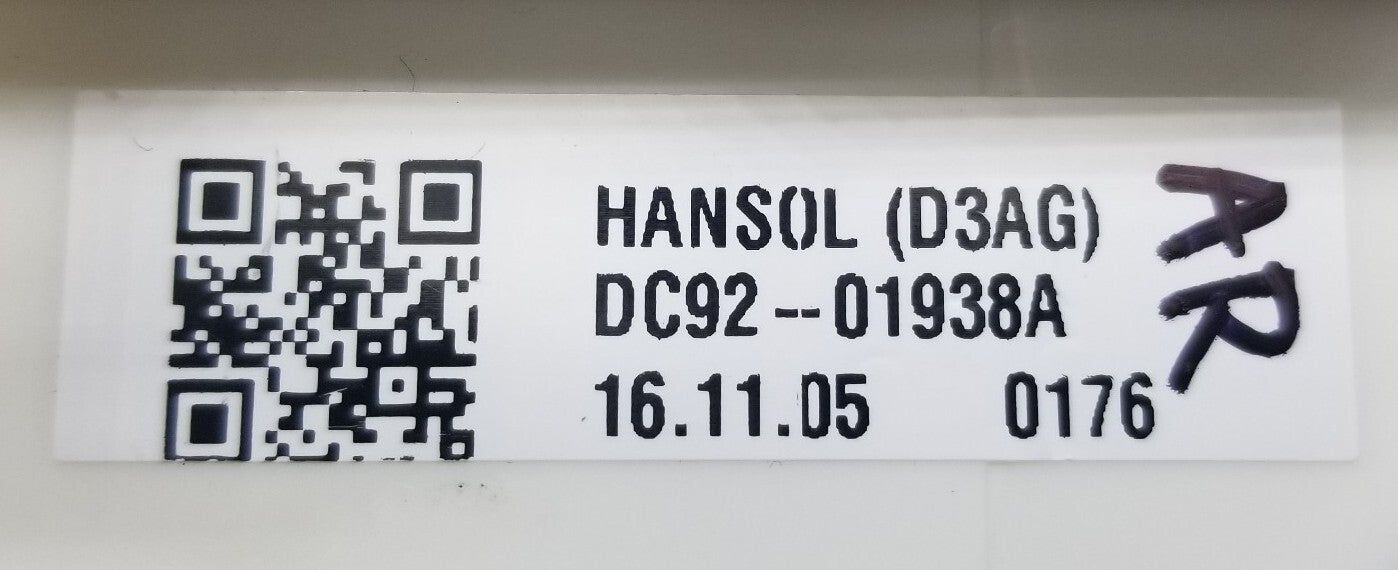 HANSOL (D3AG)
DC92--01938A
16.11.05 0176
AR